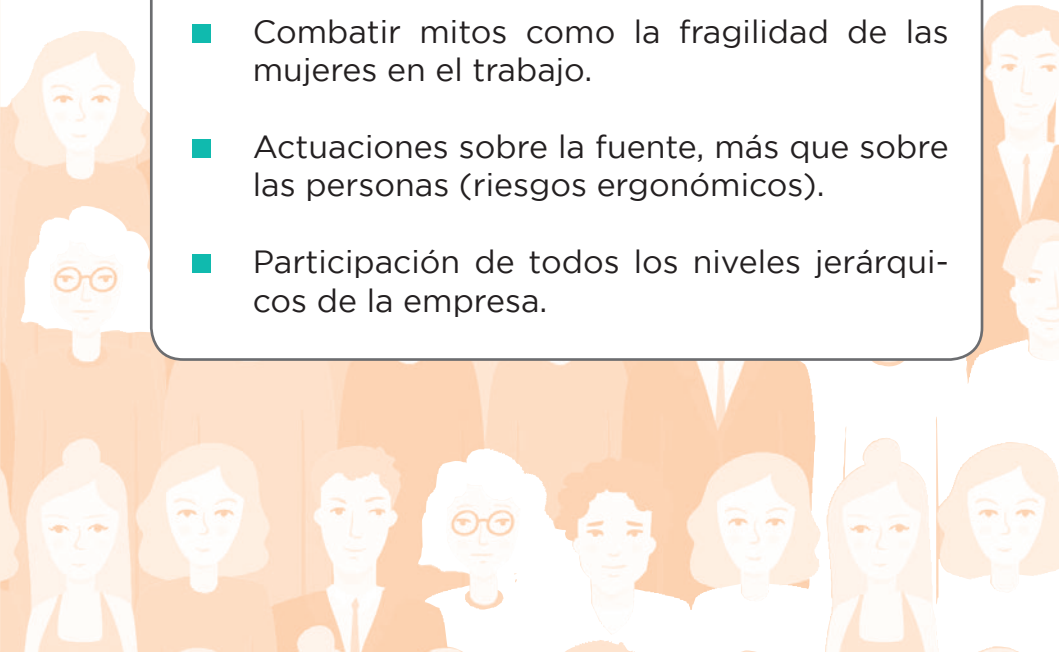 Combatir mitos como la fragilidad de las
mujeres en el trabajo.
Actuaciones sobre la fuente, más que sobre
las personas (riesgos ergonómicos).
Participación de todos los niveles jerárqui-
cos de la empresa.